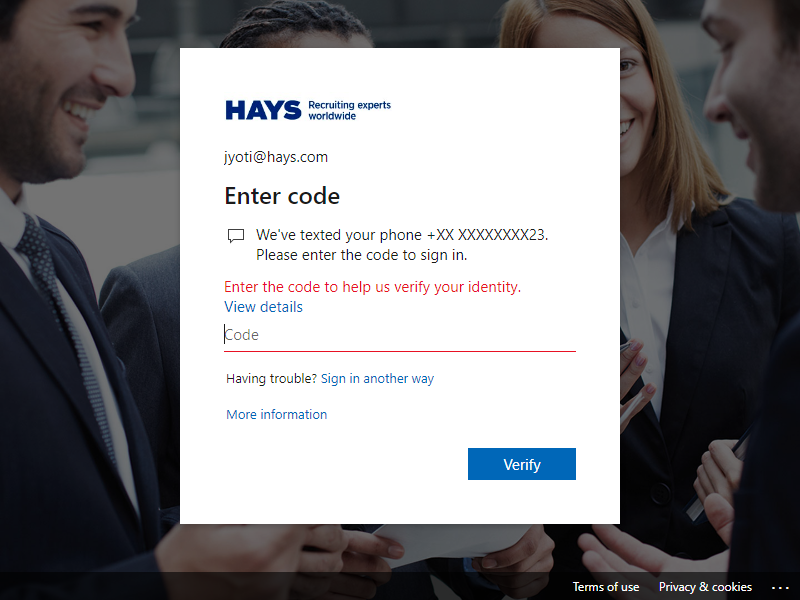 HAYS Recruiting experts
worldwide
jyoti@hays.com
Enter code
We've texted your phone +XX XXXXXXXX23.
Please enter the code to sign in.
Enter the code to help us verify your identity.
View details
Code
Having trouble? Sign in another way
More information
Verify
Terms of use Privacy & cookies ...